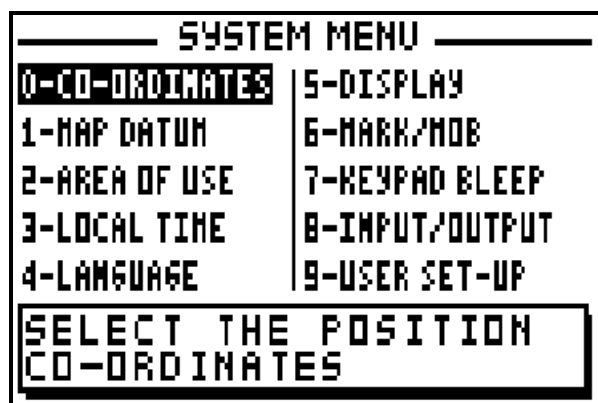 SYSTEM MENU
0-CO-ORDINATES
1-MAP DATUM
2-AREA OF USE
3-LOCAL TIME
4-LANGUAGE
5-DISPLAY
6-MARK/MOB
7-KEYPAD BLEEP
8-INPUT/OUTPUT
9-USER SET-UP
SELECT THE POSITION
CO-ORDINATES